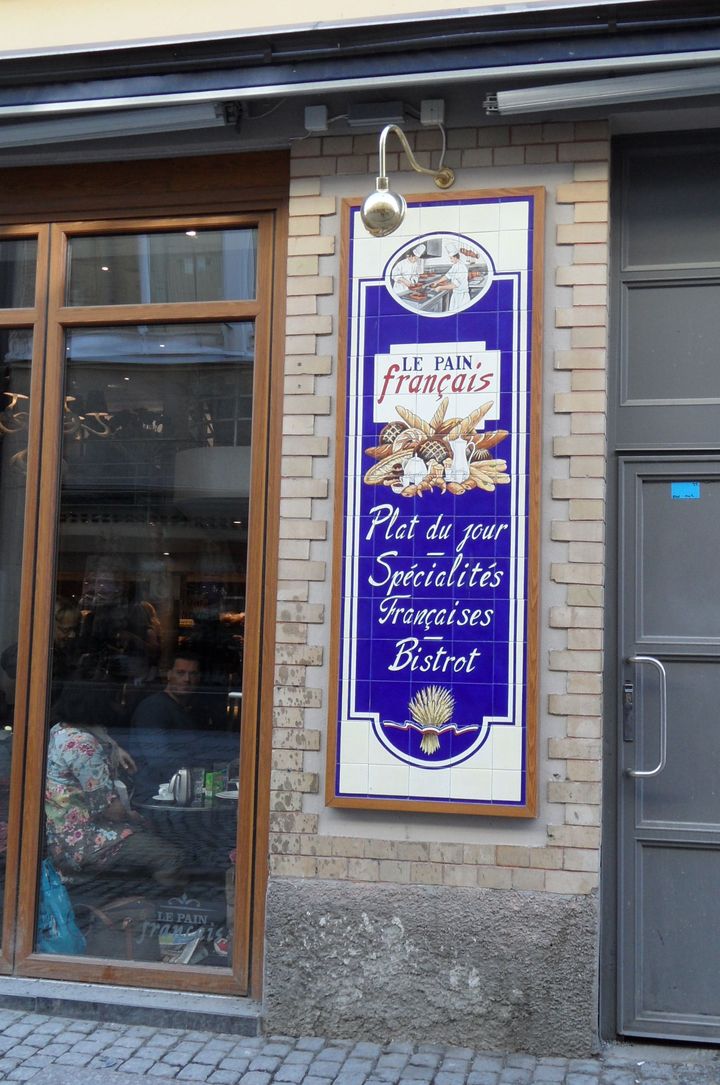 LE PAIN
français
Plat du jour
–
Spécialités
Françaises
–
Bistrot
LE PAIN
français